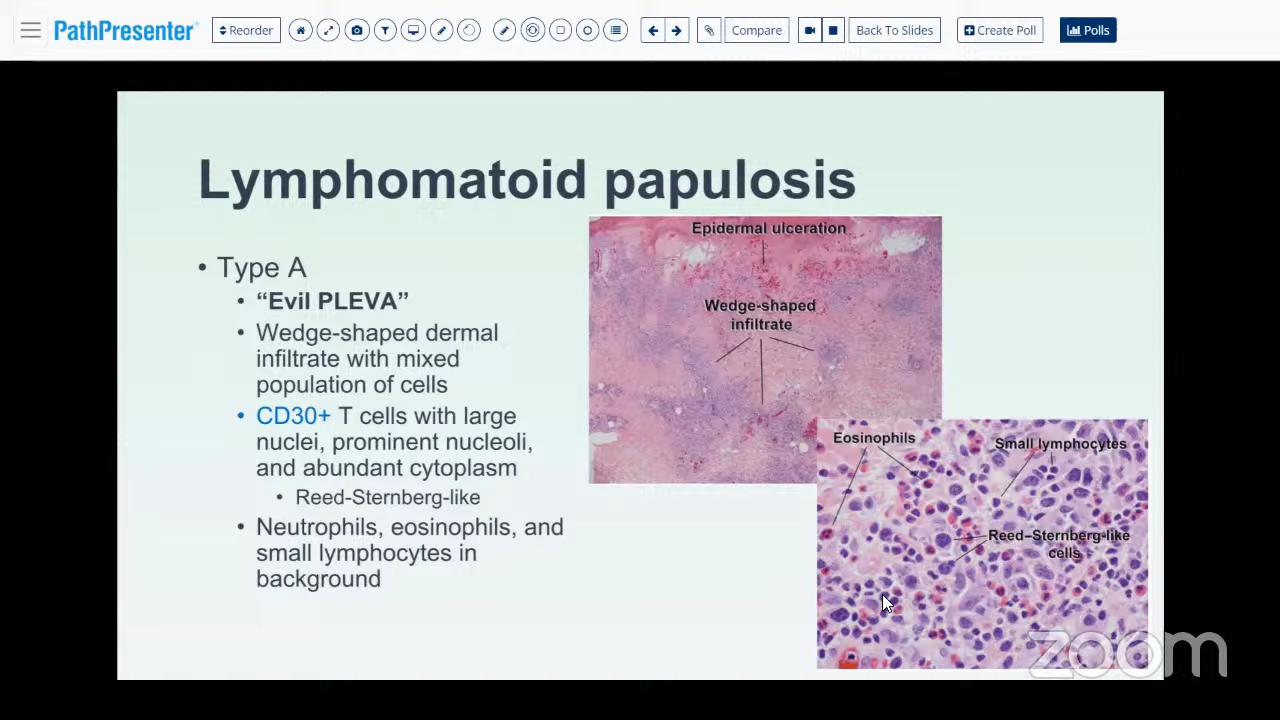 PathPresenter
Reorder
Compare
Back To Slides
Create Poll
Polls
Lymphomatoid papulosis
• Type A
• “Evil PLEVA”
• Wedge-shaped dermal
infiltrate with mixed
population of cells
• CD30+ T cells with large
nuclei, prominent nucleoli,
and abundant cytoplasm
• Reed-Sternberg-like
• Neutrophils, eosinophils, and
small lymphocytes in
background
Epidermal ulceration
Wedge-shaped
infiltrate
Eosinophils
Small lymphocytes
Reed–Sternberg-like
cells
zoom